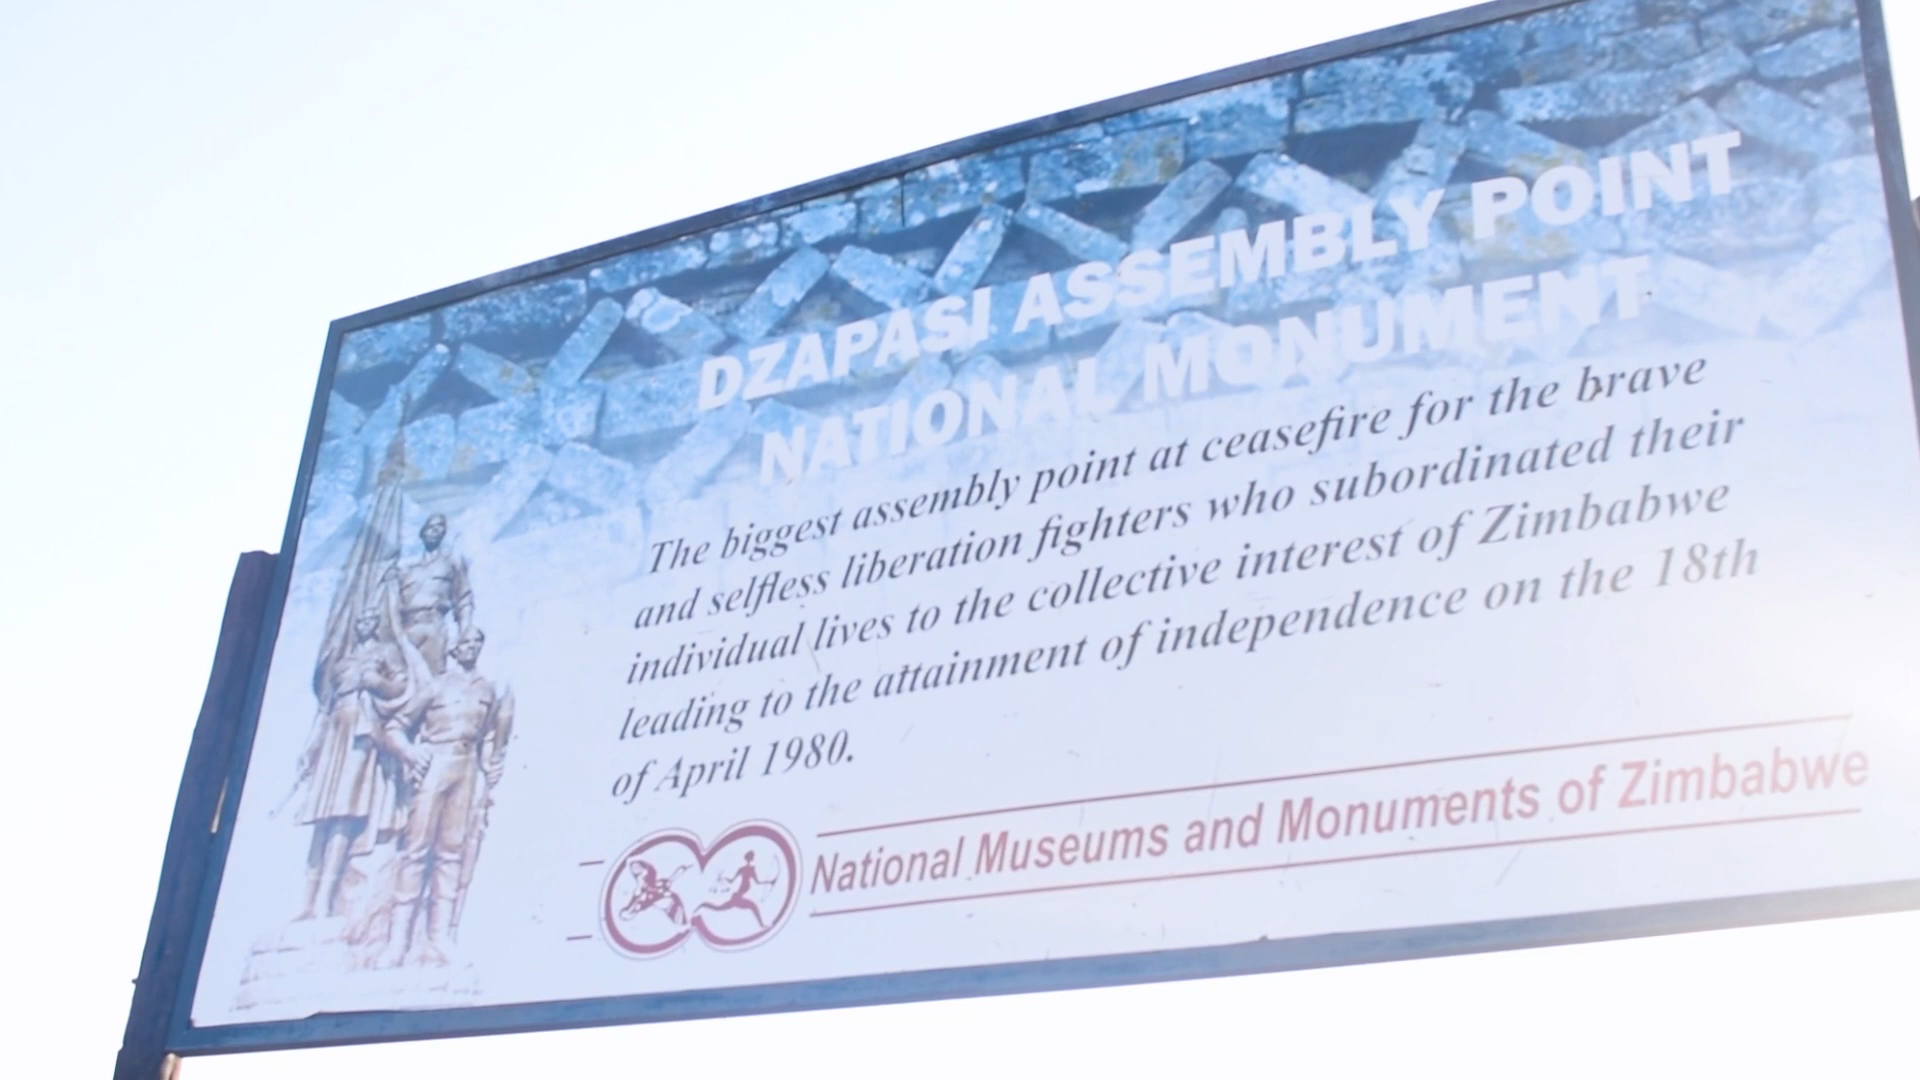 DZAPASI ASSEMBLY POINT
NATIONAL MONUMENT
The biggest assembly point at ceasefire for the brave
and selfless liberation fighters who subordinated their
individual lives to the collective interest of Zimbabwe
leading to the attainment of independence on the 18th
of April 1980.
National Museums and Monuments of Zimbabwe